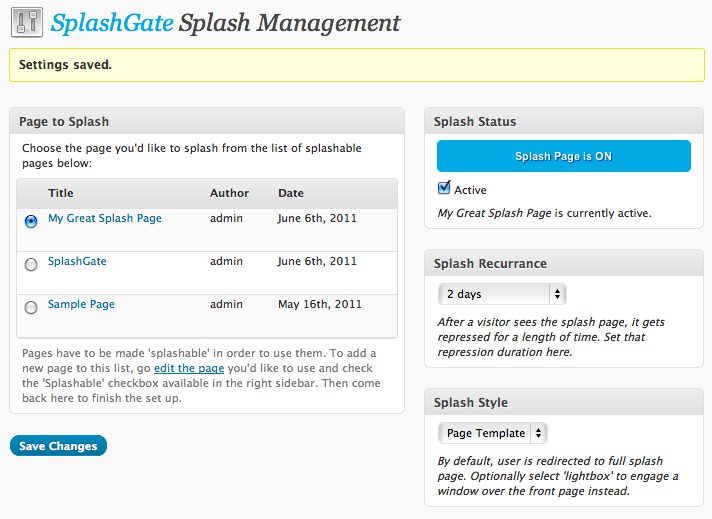 SplashGate Splash Management
Settings saved.
Page to Splash
Choose the page you'd like to splash from the list of splashable
pages below:
Title Author Date
My Great Splash Page admin June 6th, 2011
SplashGate admin June 6th, 2011
Sample Page admin May 16th, 2011
Pages have to be made 'splashable' in order to use them. To add
a new page to this list, go edit the page you'd like to use and check
the 'Splashable' checkbox available in the right sidebar. Then come
back here to finish the set up.
Save Changes
Splash Status
Splash Page is ON
Active
My Great Splash Page is currently active.
Splash Recurrance
2 days
After a visitor sees the splash page, it gets
repressed for a length of time. Set that
repression duration here.
Splash Style
Page Template
By default, user is redirected to full splash
page. Optionally select 'lightbox' to engage a
window over the front page instead.